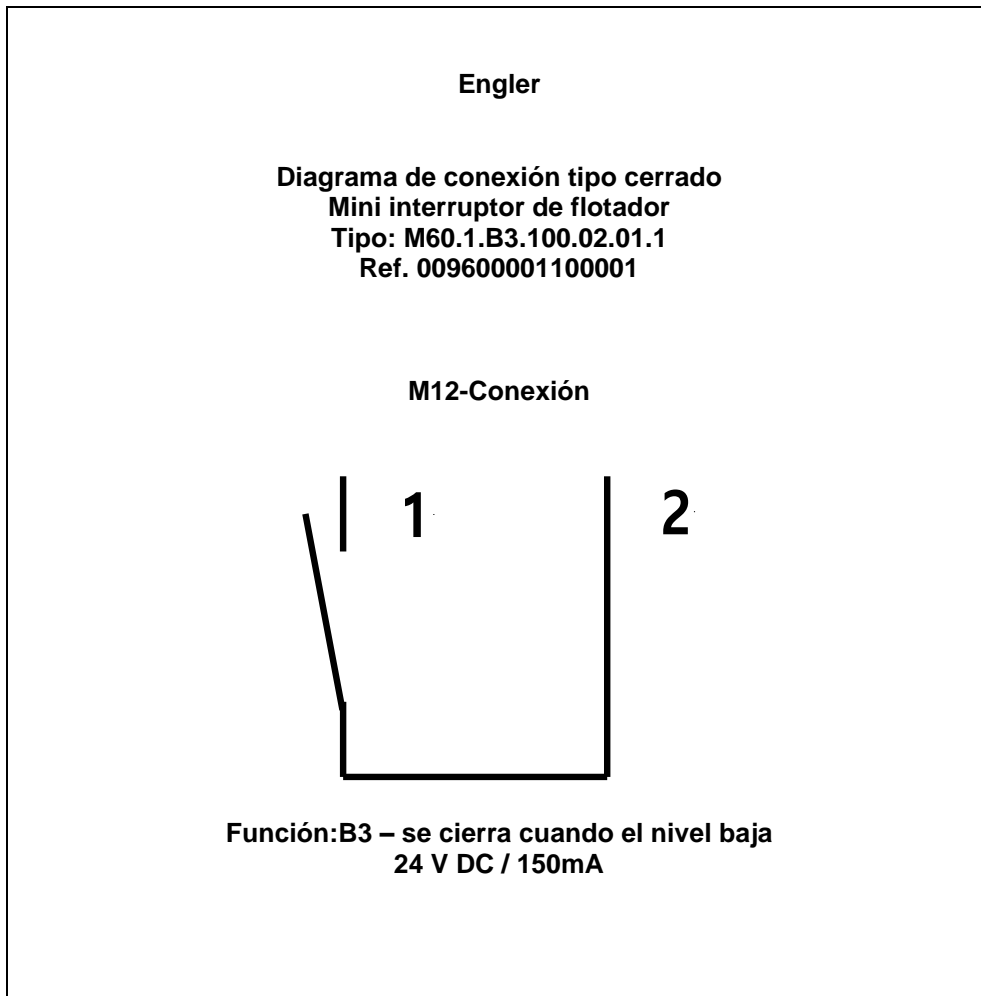 Engler
Diagrama de conexión tipo cerrado
Mini interruptor de flotador
Tipo: M60.1.B3.100.02.01.1
Ref. 009600001100001
M12-Conexión
1 2
Función:B3 – se cierra cuando el nivel baja
24 V DC / 150mA